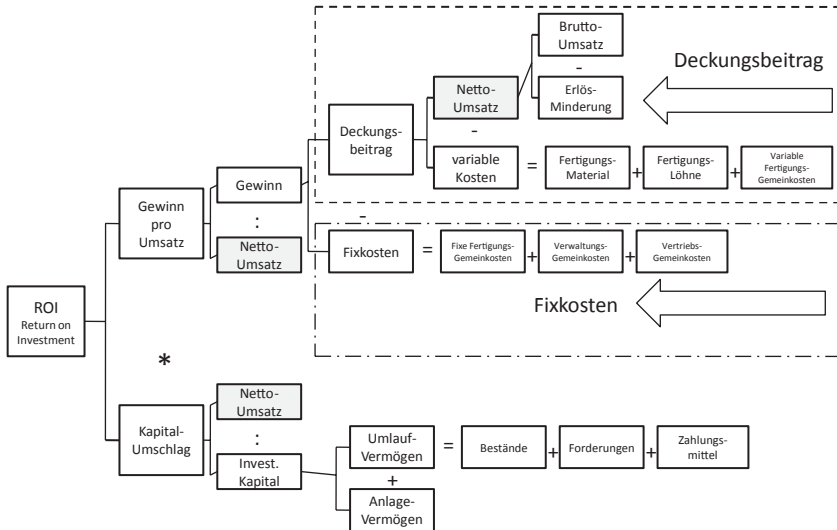 Brutto-
Umsatz
-
Deckungsbeitrag
Netto-
Umsatz
Erlös-
Minderung
Deckungs-
beitrag
-
variable
Kosten
=
Fertigungs-
Material
+
Fertigungs-
Löhne
+
Variable
Fertigungs-
Gemeinkosten
Gewinn
Gewinn
pro
Umsatz
:
-
Netto-
Umsatz
Fixkosten
=
Fixe Fertigungs-
Gemeinkosten
+
Verwaltungs-
Gemeinkosten
+
Vertriebs-
Gemeinkosten
Fixkosten
ROI
Return on
Investment
*
Netto-
Umsatz
Kapital-
Umschlag
:
Invest.
Kapital
Umlauf-
Vermögen
=
Bestände
+
Forderungen
+
Zahlungs-
mittel
+
Anlage-
Vermögen